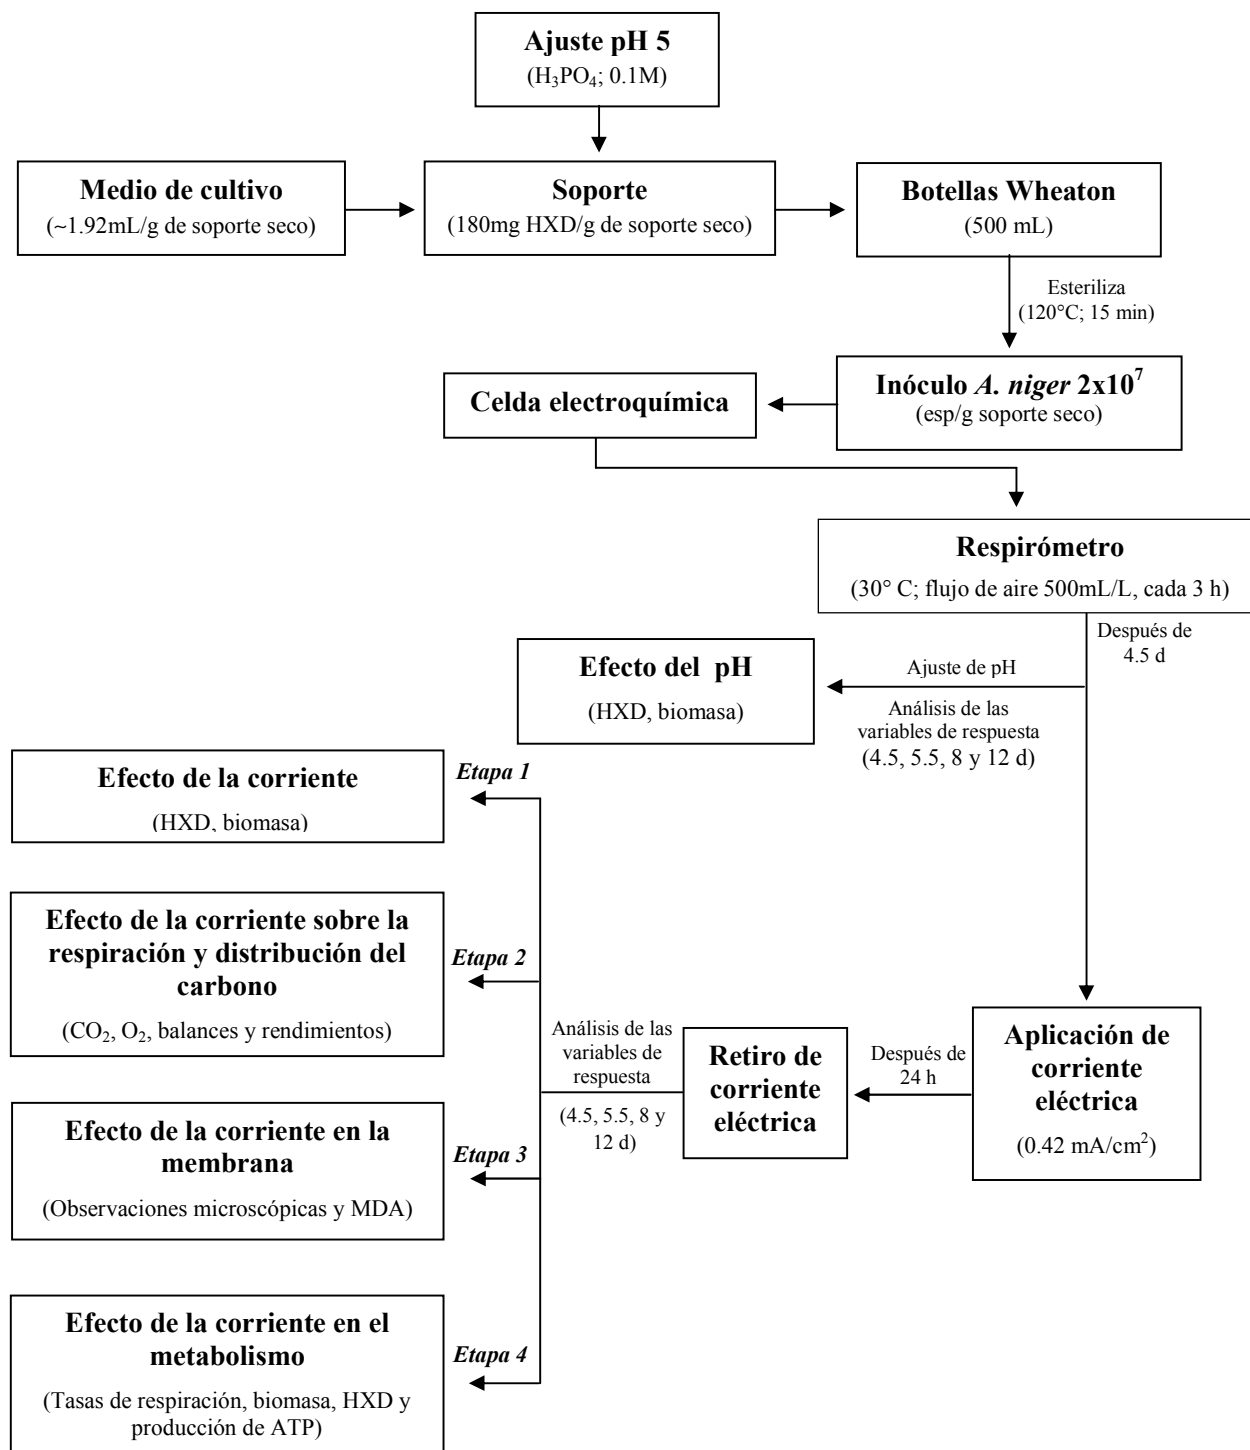 Ajuste pH 5
(H₃PO₄; 0.1M)
Medio de cultivo
(~1.92mL/g de soporte seco)
Soporte
(180mg HXD/g de soporte seco)
Botellas Wheaton
(500 mL)
Esteriliza
(120°C; 15 min)
Inóculo A. niger 2x10⁷
(esp/g soporte seco)
Celda electroquímica
Respirómetro
(30° C; flujo de aire 500mL/L, cada 3 h)
Después de
4.5 d
Ajuste de pH
Análisis de las
variables de respuesta
(4.5, 5.5, 8 y 12 d)
Efecto del pH
(HXD, biomasa)
Efecto de la corriente
(HXD, biomasa)
Etapa 1
Efecto de la corriente sobre la
respiración y distribución del
carbono
(CO₂, O₂, balances y rendimientos)
Etapa 2
Efecto de la corriente en la
membrana
(Observaciones microscópicas y MDA)
Etapa 3
Efecto de la corriente en el
metabolismo
(Tasas de respiración, biomasa, HXD y
producción de ATP)
Etapa 4
Análisis de las
variables de
respuesta
(4.5, 5.5, 8 y
12 d)
Retiro de
corriente
eléctrica
Después de
24 h
Aplicación de
corriente
eléctrica
(0.42 mA/cm²)